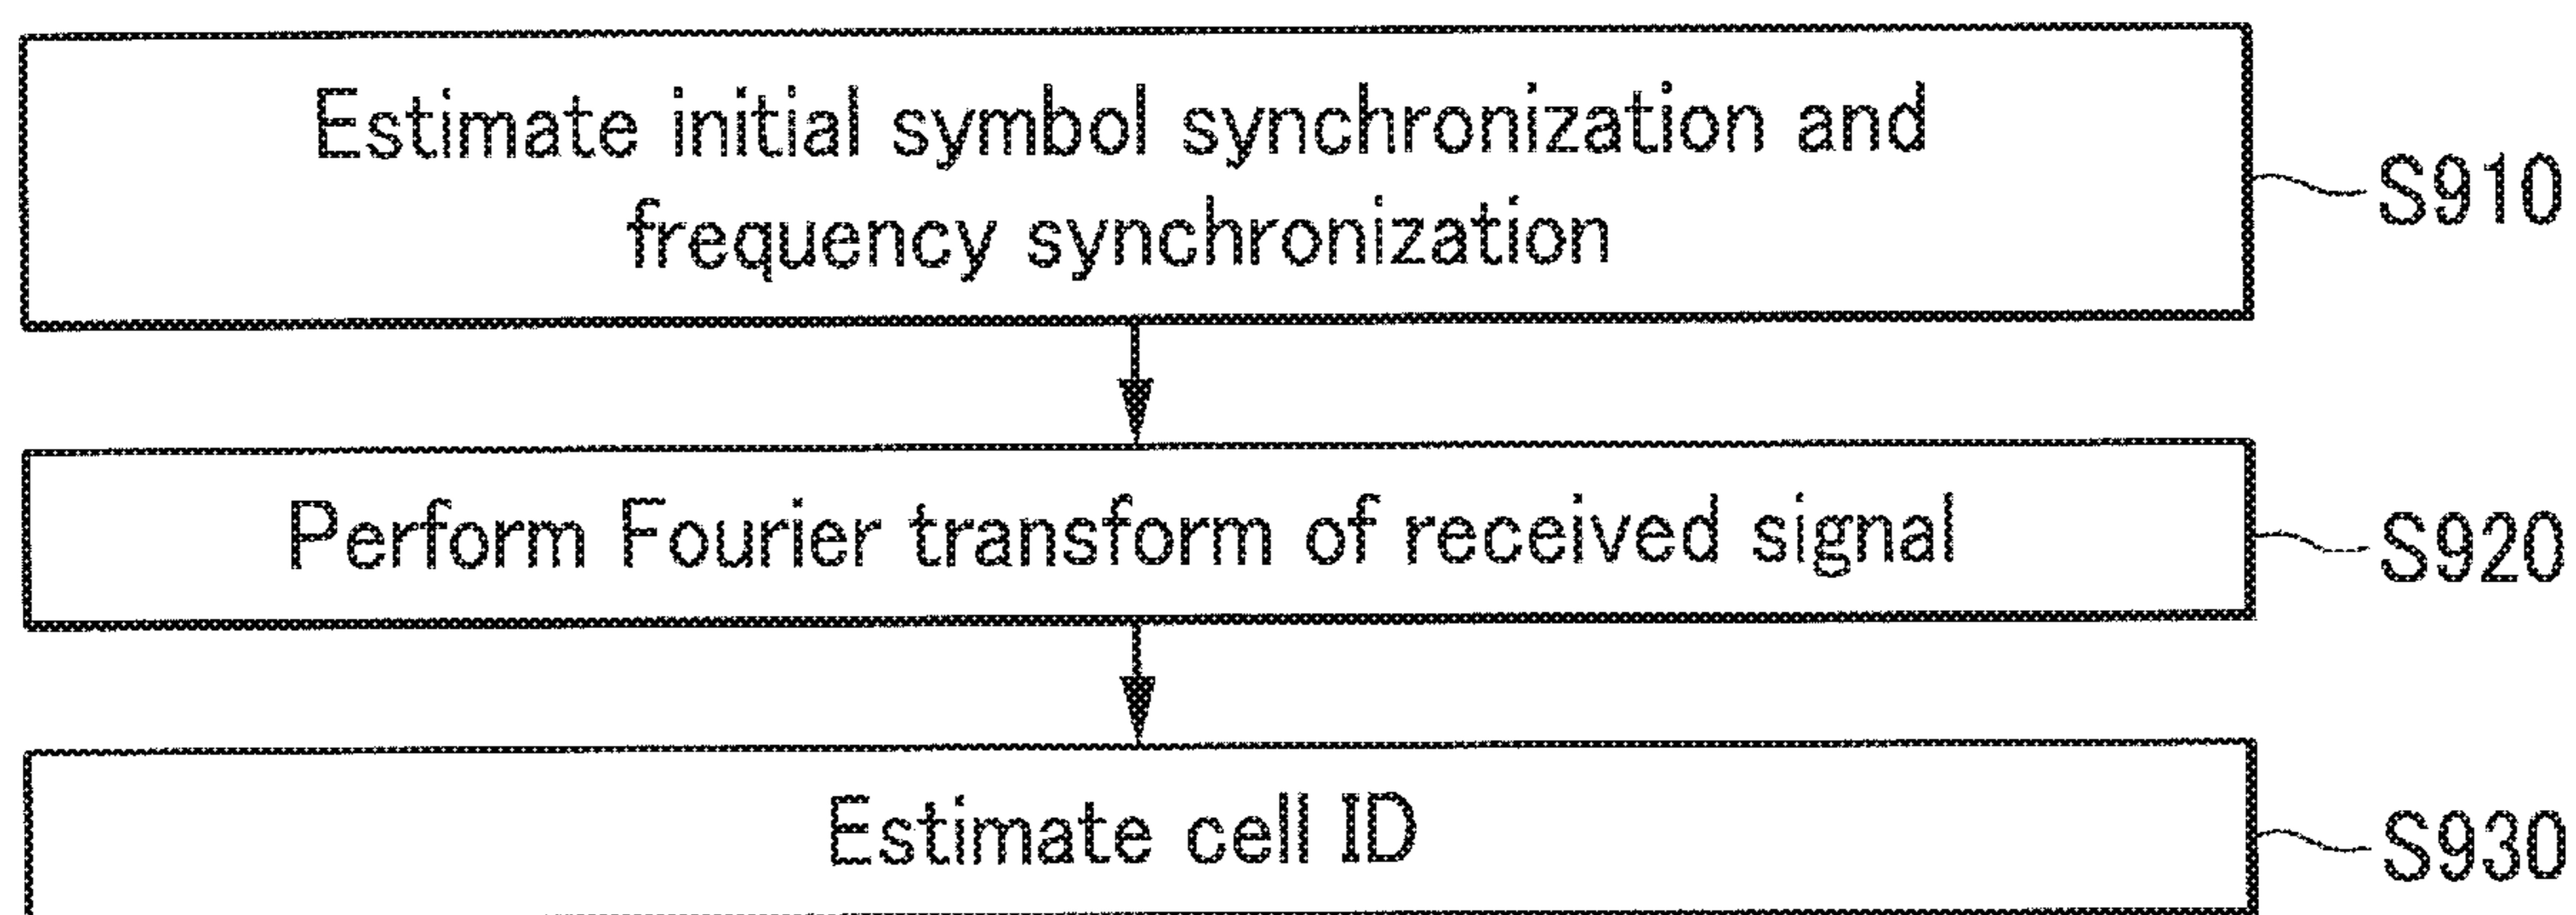 Estimate initial symbol synchronization and
frequency synchronization
S910
Perform Fourier transform of received signal
S920
Estimate cell ID
S930